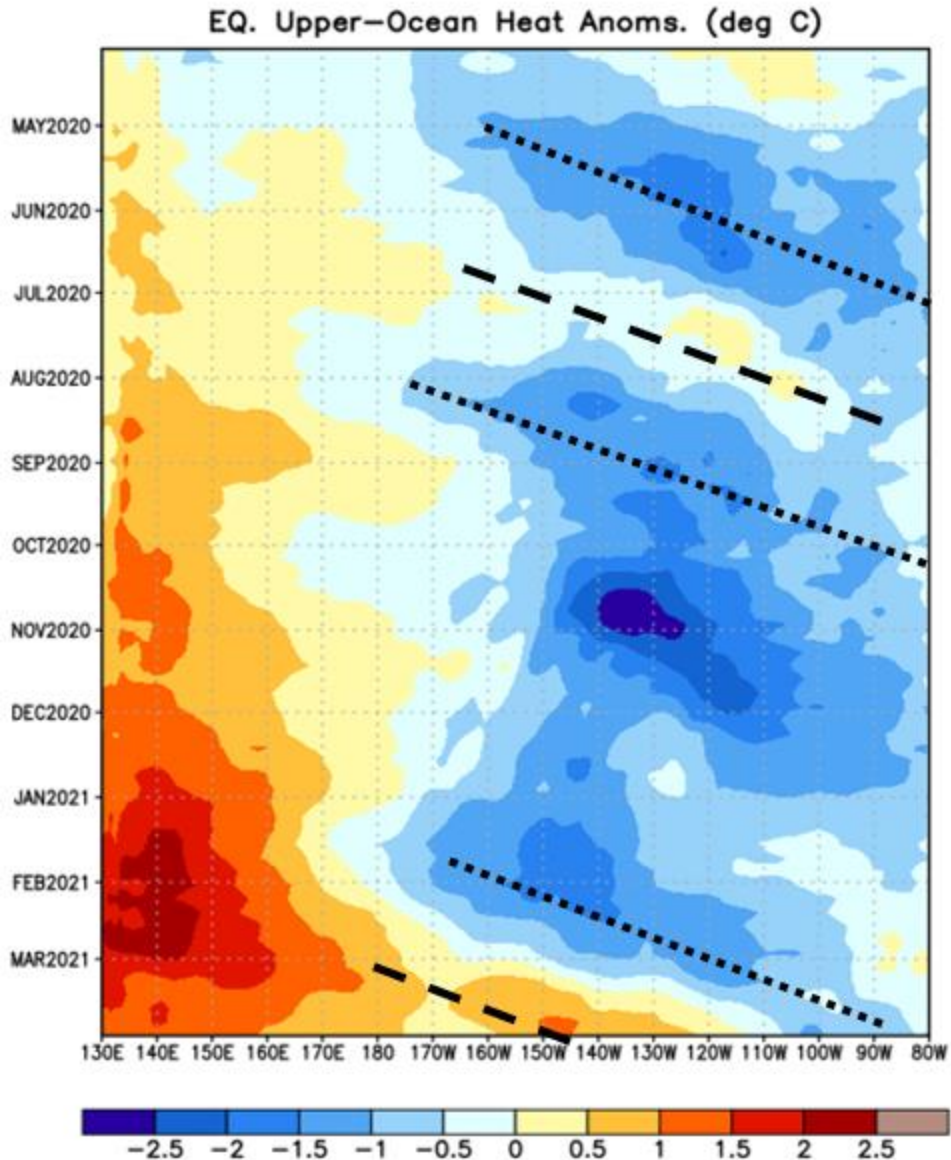 EQ. Upper-Ocean Heat Anoms. (deg C)
MAY2020
JUN2020
JUL2020
AUG2020
SEP2020
OCT2020
NOV2020
DEC2020
JAN2021
FEB2021
MAR2021
130E 140E 150E 160E 170E 180 170W 160W 150W 140W 130W 120W 110W 100W 90W 80W
-2.5 -2 -1.5 -1 -0.5 0 0.5 1 1.5 2 2.5